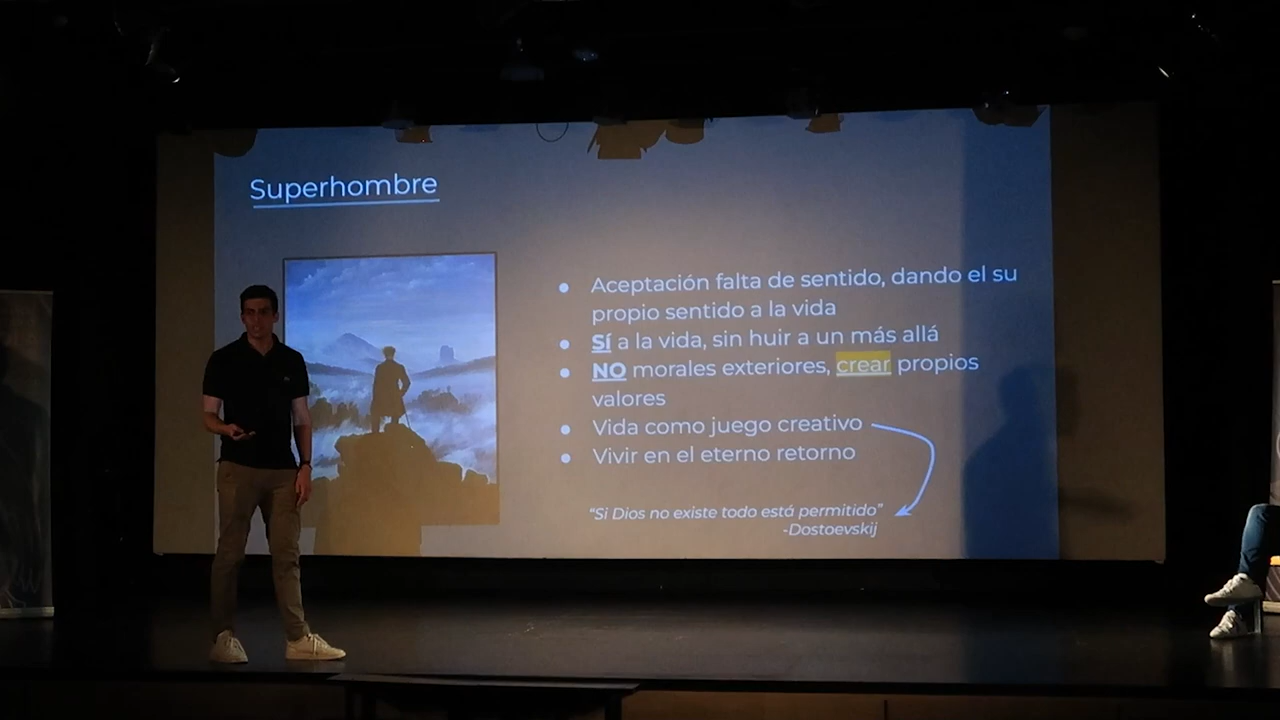 Superhombre
● Aceptación falta de sentido, dando el su
propio sentido a la vida
● SÍ a la vida, sin huir a un más allá
● NO morales exteriores, crear propios
valores
● Vida como juego creativo
● Vivir en el eterno retorno
“Si Dios no existe todo está permitido”
-Dostoevskij